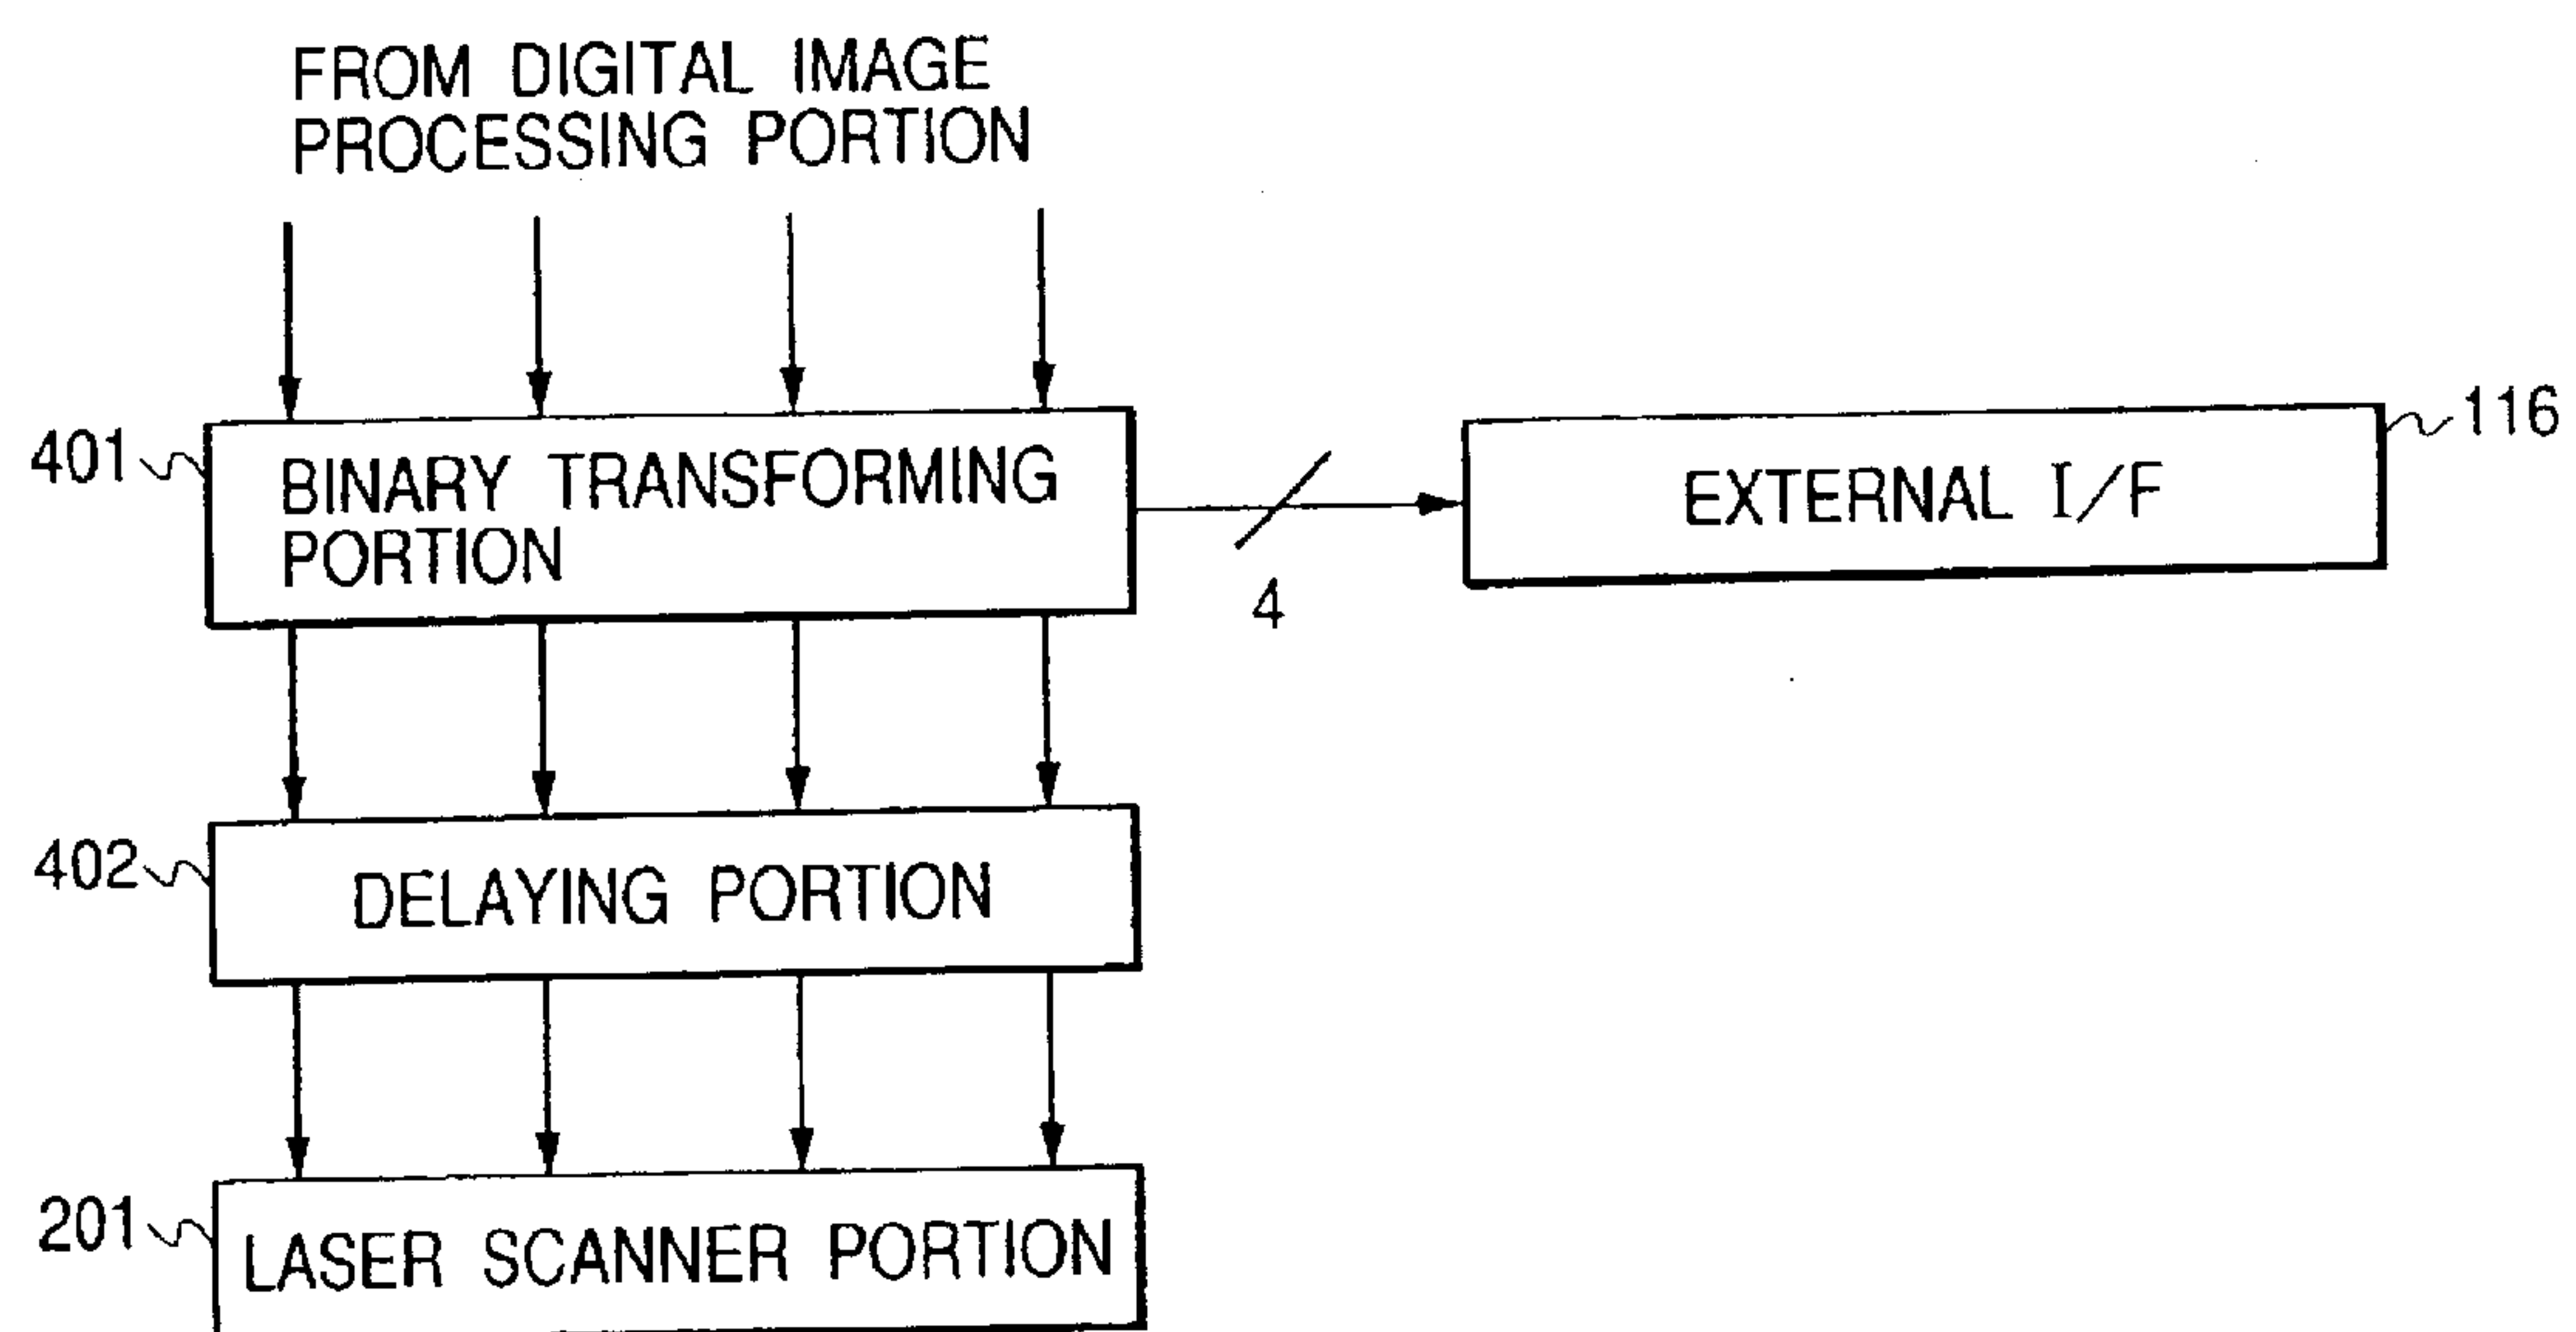 FROM DIGITAL IMAGE
PROCESSING PORTION
401
BINARY TRANSFORMING
PORTION
4
EXTERNAL I/F
116
402
DELAYING PORTION
201
LASER SCANNER PORTION